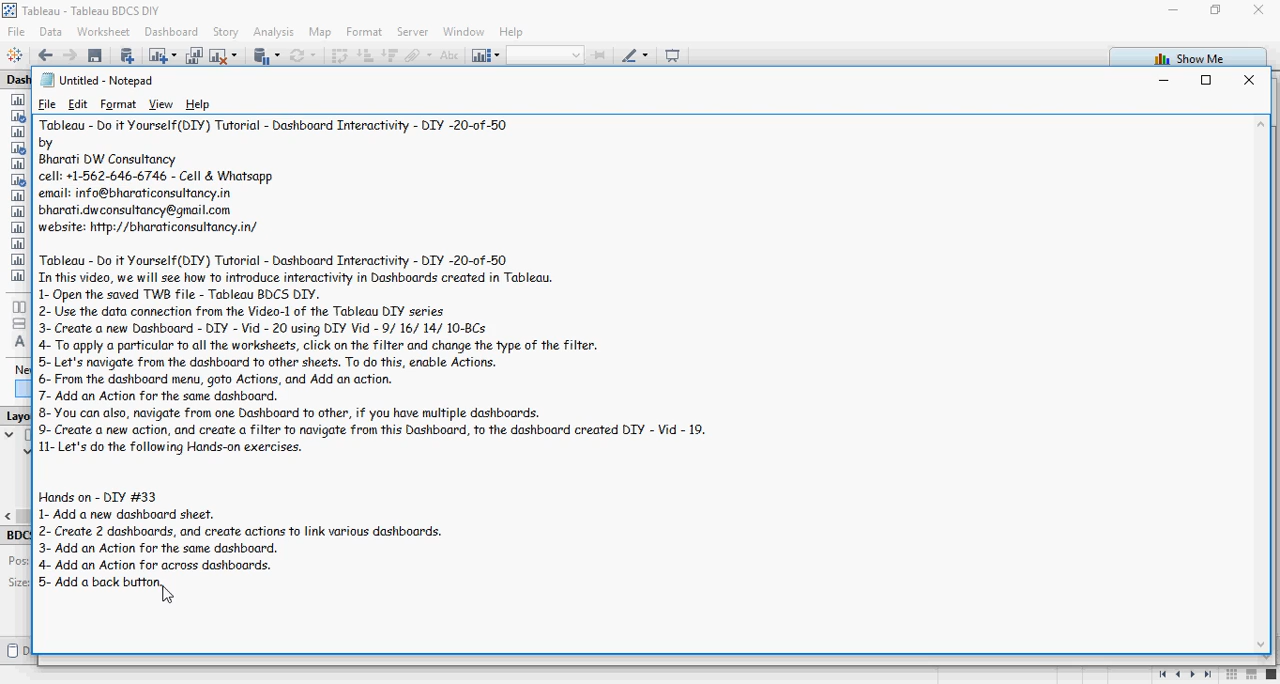 Tableau - Tableau BDCS DIY
File Data Worksheet Dashboard Story Analysis Map Format Server Window Help
Abc
Show Me
Dash
Untitled - Notepad
File Edit Format View Help
Tableau - Do it Yourself(DIY) Tutorial - Dashboard Interactivity - DIY -20-of-50
by
Bharati DW Consultancy
cell: +1-562-646-6746 - Cell & Whatsapp
email: info@bharaticonsultancy.in
bharati.dwconsultancy@gmail.com
website: http://bharaticonsultancy.in/
Tableau - Do it Yourself(DIY) Tutorial - Dashboard Interactivity - DIY -20-of-50
In this video, we will see how to introduce interactivity in Dashboards created in Tableau.
1- Open the saved TWB file - Tableau BDCS DIY.
2- Use the data connection from the Video-1 of the Tableau DIY series
3- Create a new Dashboard - DIY - Vid - 20 using DIY Vid - 9/ 16/ 14/ 10-BCs
4- To apply a particular to all the worksheets, click on the filter and change the type of the filter.
5- Let's navigate from the dashboard to other sheets. To do this, enable Actions.
6- From the dashboard menu, goto Actions, and Add an action.
7- Add an Action for the same dashboard.
8- You can also, navigate from one Dashboard to other, if you have multiple dashboards.
9- Create a new action, and create a filter to navigate from this Dashboard, to the dashboard created DIY - Vid - 19.
11- Let's do the following Hands-on exercises.
Hands on - DIY #33
1- Add a new dashboard sheet.
2- Create 2 dashboards, and create actions to link various dashboards.
3- Add an Action for the same dashboard.
4- Add an Action for across dashboards.
5- Add a back button.
A
Ne
Layo
BDC
Pos:
Size:
D